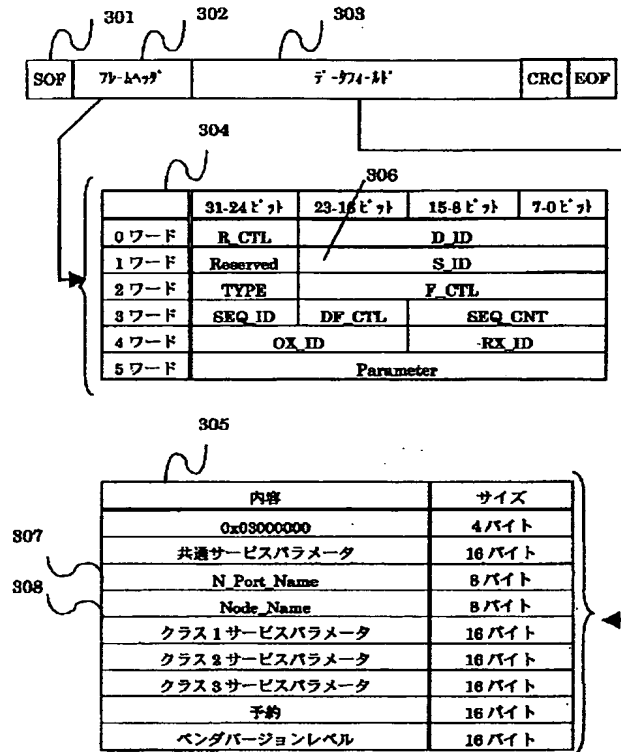 301 302 303
SOF フレームヘッダ データフィールド CRC EOF
304
306
31-24ビット 23-16ビット 15-8ビット 7-0ビット
0ワード R_CTL D_ID
1ワード Reserved S_ID
2ワード TYPE F_CTL
3ワード SEQ_ID DF_CTL SEQ_CNT
4ワード OX_ID RX_ID
5ワード Parameter
305
内容 サイズ
0x03000000 4バイト
307 共通サービスパラメータ 16バイト
N_Port_Name 8バイト
308 Node_Name 8バイト
クラス1サービスパラメータ 16バイト
クラス2サービスパラメータ 16バイト
クラス3サービスパラメータ 16バイト
予約 16バイト
ベンダバージョンレベル 16バイト